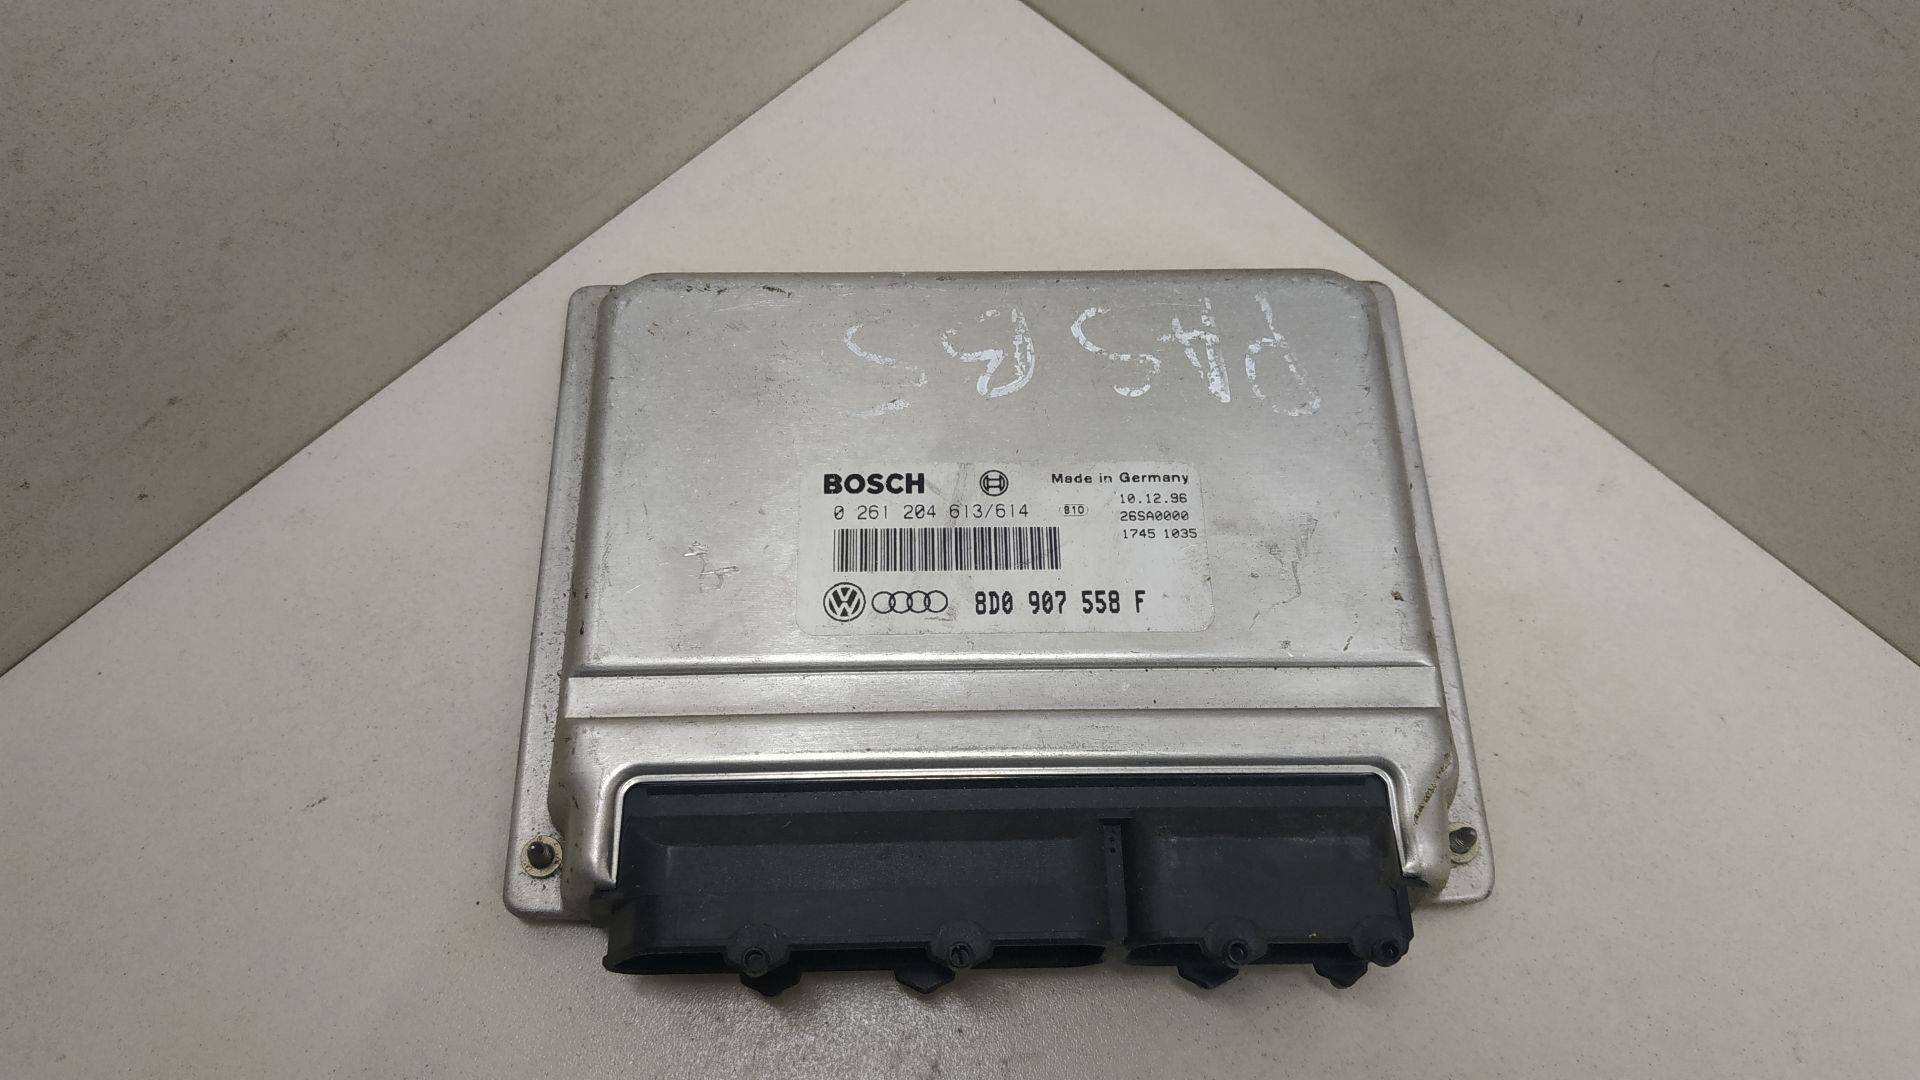 PAS B5
BOSCH
Made in Germany
0 261 204 613/614
810
10.12.96
26SA0000
1745 1035
8D0 907 558 F